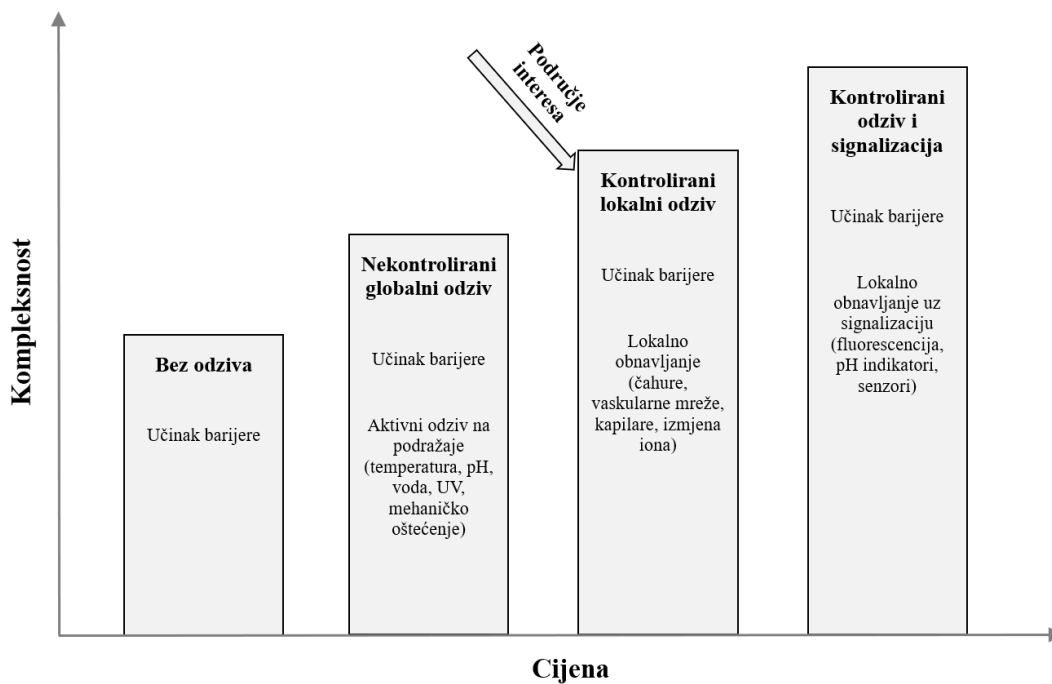 Kompleksnost
Područje
interesa
Bez odziva
Učinak barijere
Nekontrolirani
globalni odziv
Učinak barijere
Aktivni odziv na
podražaje
(temperatura, pH,
voda, UV,
mehaničko
oštećenje)
Kontrolirani
lokalni odziv
Učinak barijere
Lokalno
obnavljanje
(čahure,
vaskularne mreže,
kapilare, izmjena
iona)
Kontrolirani
odziv i
signalizacija
Učinak barijere
Lokalno
obnavljanje uz
signalizaciju
(fluorescencija,
pH indikatori,
senzori)
Cijena